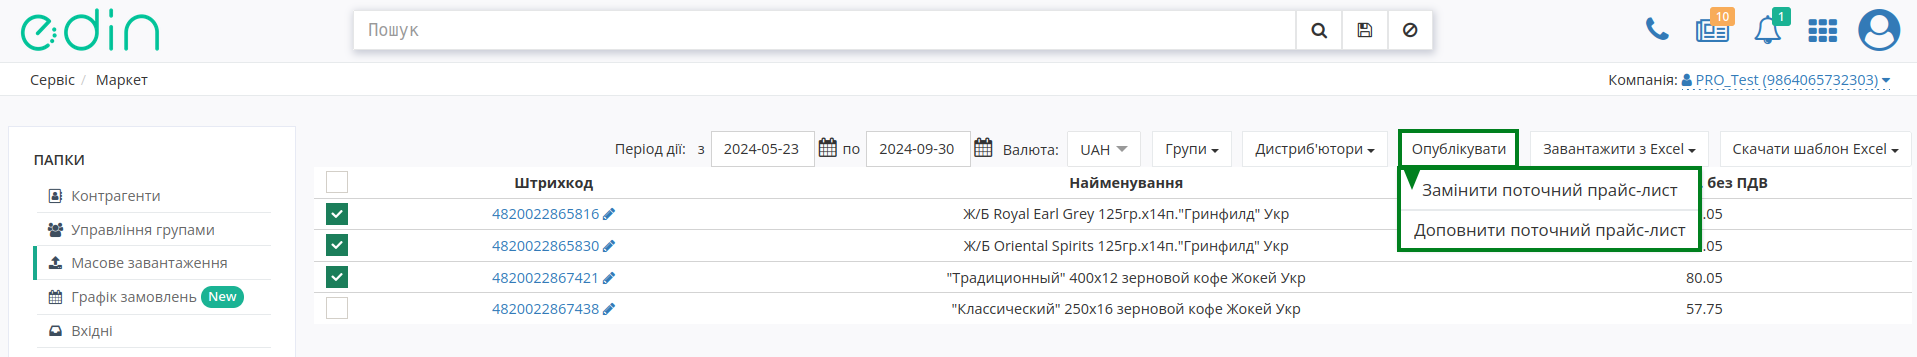 edin
Пошук
10
1
Сервіс / Маркет
Компанія: PRO_Test (9864065732303)
ПАПКИ
Контрагенти
Управління групами
Масове завантаження
Графік замовлень New
Вхідні
Період дії: з 2024-05-23 по 2024-09-30 Валюта: UAH Групи Дистриб'ютори Опублікувати Завантажити з Excel Скачати шаблон Excel
Замінити поточний прайс-лист
Доповнити поточний прайс-лист
Штрихкод Найменування без ПДВ
4820022865816 Ж/Б Royal Earl Grey 125гр.х14п."Гринфилд" Укр .05
4820022865830 Ж/Б Oriental Spirits 125гр.х14п."Гринфилд" Укр .05
4820022867421 "Традиционный" 400х12 зерновой кофе Жокей Укр 80.05
4820022867438 "Классический" 250х16 зерновой кофе Жокей Укр 57.75